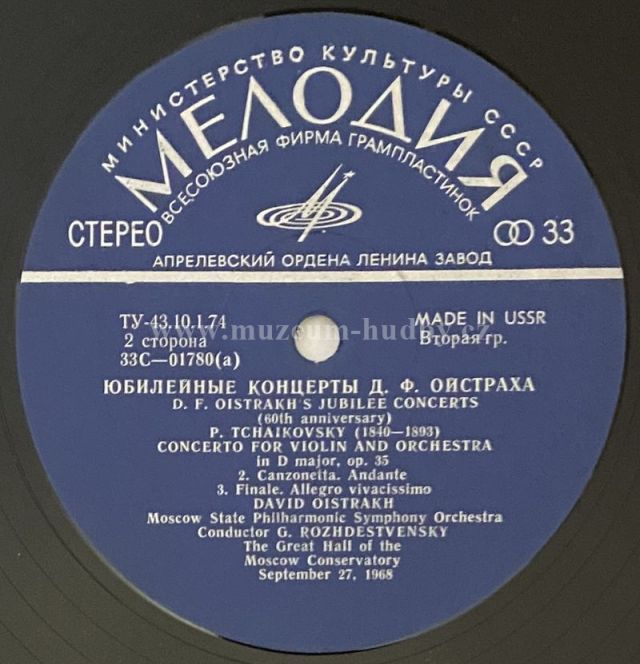 МИНИСТЕРСТВО КУЛЬТУРЫ СССР
МЕЛОДИЯ
ВСЕСОЮЗНАЯ ФИРМА ГРАМПЛАСТИНОК
СТЕРЕО
33
АПРЕЛЕВСКИЙ ОРДЕНА ЛЕНИНА ЗАВОД
ТУ-43.10.1.74
MADE IN USSR
www.muzeum-hudby.cz
2 сторона
Вторая гр.
33С—01780(а)
ЮБИЛЕЙНЫЕ КОНЦЕРТЫ Д. Ф. ОЙСТРАХА
D. F. OISTRAKH'S JUBILEE CONCERTS
(60th anniversary)
P. TCHAIKOVSKY (1840—1893)
CONCERTO FOR VIOLIN AND ORCHESTRA
in D major, op. 35
2. Canzonetta. Andante
3. Finale. Allegro vivacissimo
DAVID OISTRAKH
Moscow State Philharmonic Symphony Orchestra
Conductor G. ROZHDESTVENSKY
The Great Hall of the
Moscow Conservatory
September 27, 1968